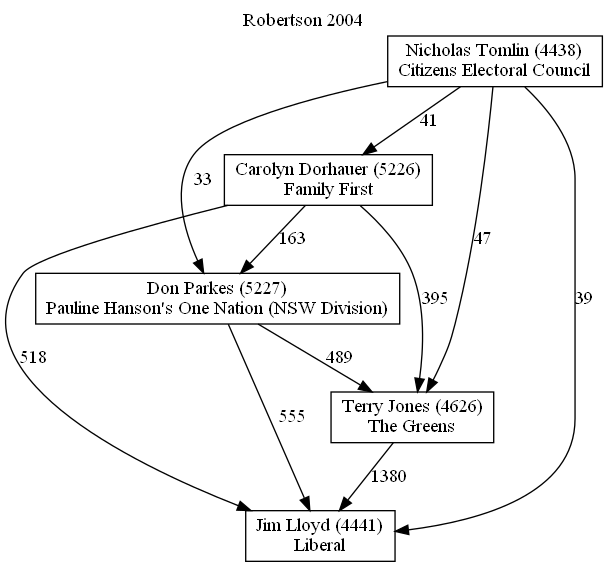 Robertson 2004
Nicholas Tomlin (4438)
Citizens Electoral Council
41
Carolyn Dorhauer (5226)
Family First
33
163
47
Don Parkes (5227)
Pauline Hanson's One Nation (NSW Division)
395
39
518
489
Terry Jones (4626)
The Greens
555
1380
Jim Lloyd (4441)
Liberal